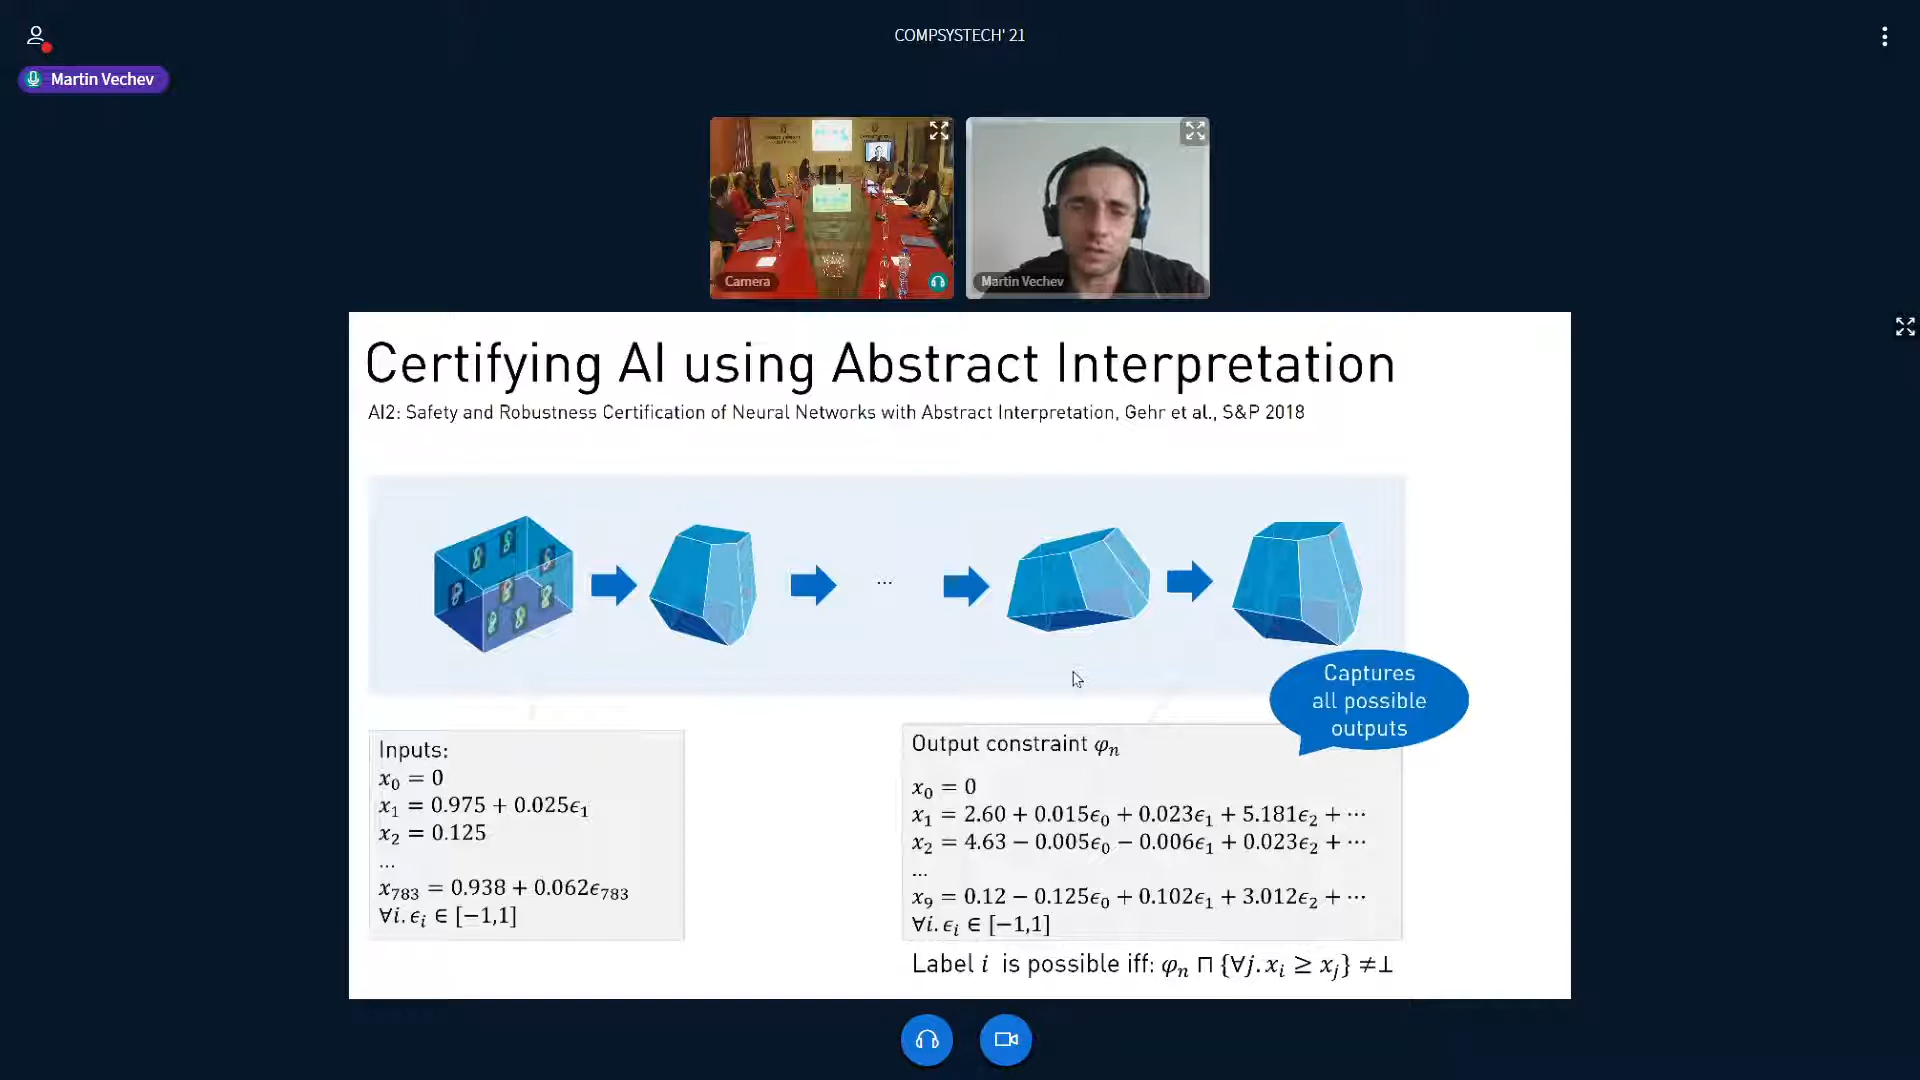 COMPSYSTECH' 21
Martin Vechev
Camera
Martin Vechev
Certifying AI using Abstract Interpretation
AI2: Safety and Robustness Certification of Neural Networks with Abstract Interpretation, Gehr et al., S&P 2018
...
Captures
all possible
outputs
Inputs:
x₀ = 0
x₁ = 0.975 + 0.025ϵ₁
x₂ = 0.125
...
x₇₈₃ = 0.938 + 0.062ϵ₇₈₃
∀i. ϵᵢ ∈ [−1,1]
Output constraint φₙ
x₀ = 0
x₁ = 2.60 + 0.015ϵ₀ + 0.023ϵ₁ + 5.181ϵ₂ + ⋯
x₂ = 4.63 − 0.005ϵ₀ − 0.006ϵ₁ + 0.023ϵ₂ + ⋯
...
x₉ = 0.12 − 0.125ϵ₀ + 0.102ϵ₁ + 3.012ϵ₂ + ⋯
∀i. ϵᵢ ∈ [−1,1]
Label i is possible iff: φₙ ⊓ {∀j. xᵢ ≥ xⱼ} ≠⊥